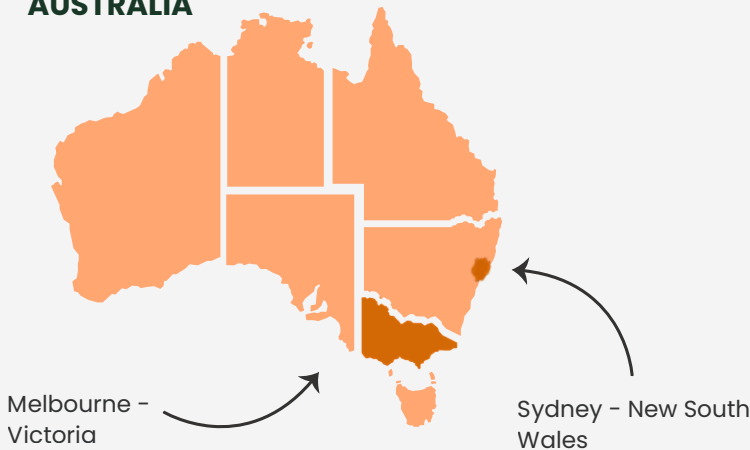 AUSTRALIA
Melbourne -
Victoria
Sydney - New South
Wales